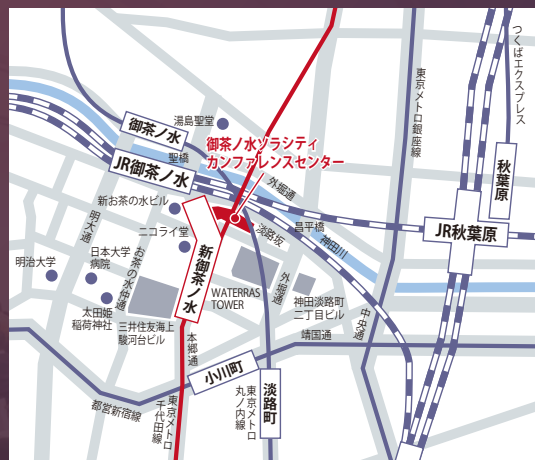 つくばエクスプレス
東京メトロ銀座線
湯島聖堂
御茶ノ水
聖橋
御茶ノ水ソラシティ
カンファレンスセンター
JR御茶ノ水
外堀通
秋葉原
新お茶の水ビル
明大通
ニコライ堂
淡路坂
昌平橋
神田川
JR秋葉原
お茶の水仲通
新御茶ノ水
明治大学
日本大学
病院
WATERRAS
TOWER
外堀通
神田淡路町
二丁目ビル
太田姫
稲荷神社
三井住友海上
駿河台ビル
本郷通
中央通
靖国通
小川町
淡路町
都営新宿線
東京メトロ
千代田線
東京メトロ
丸ノ内線